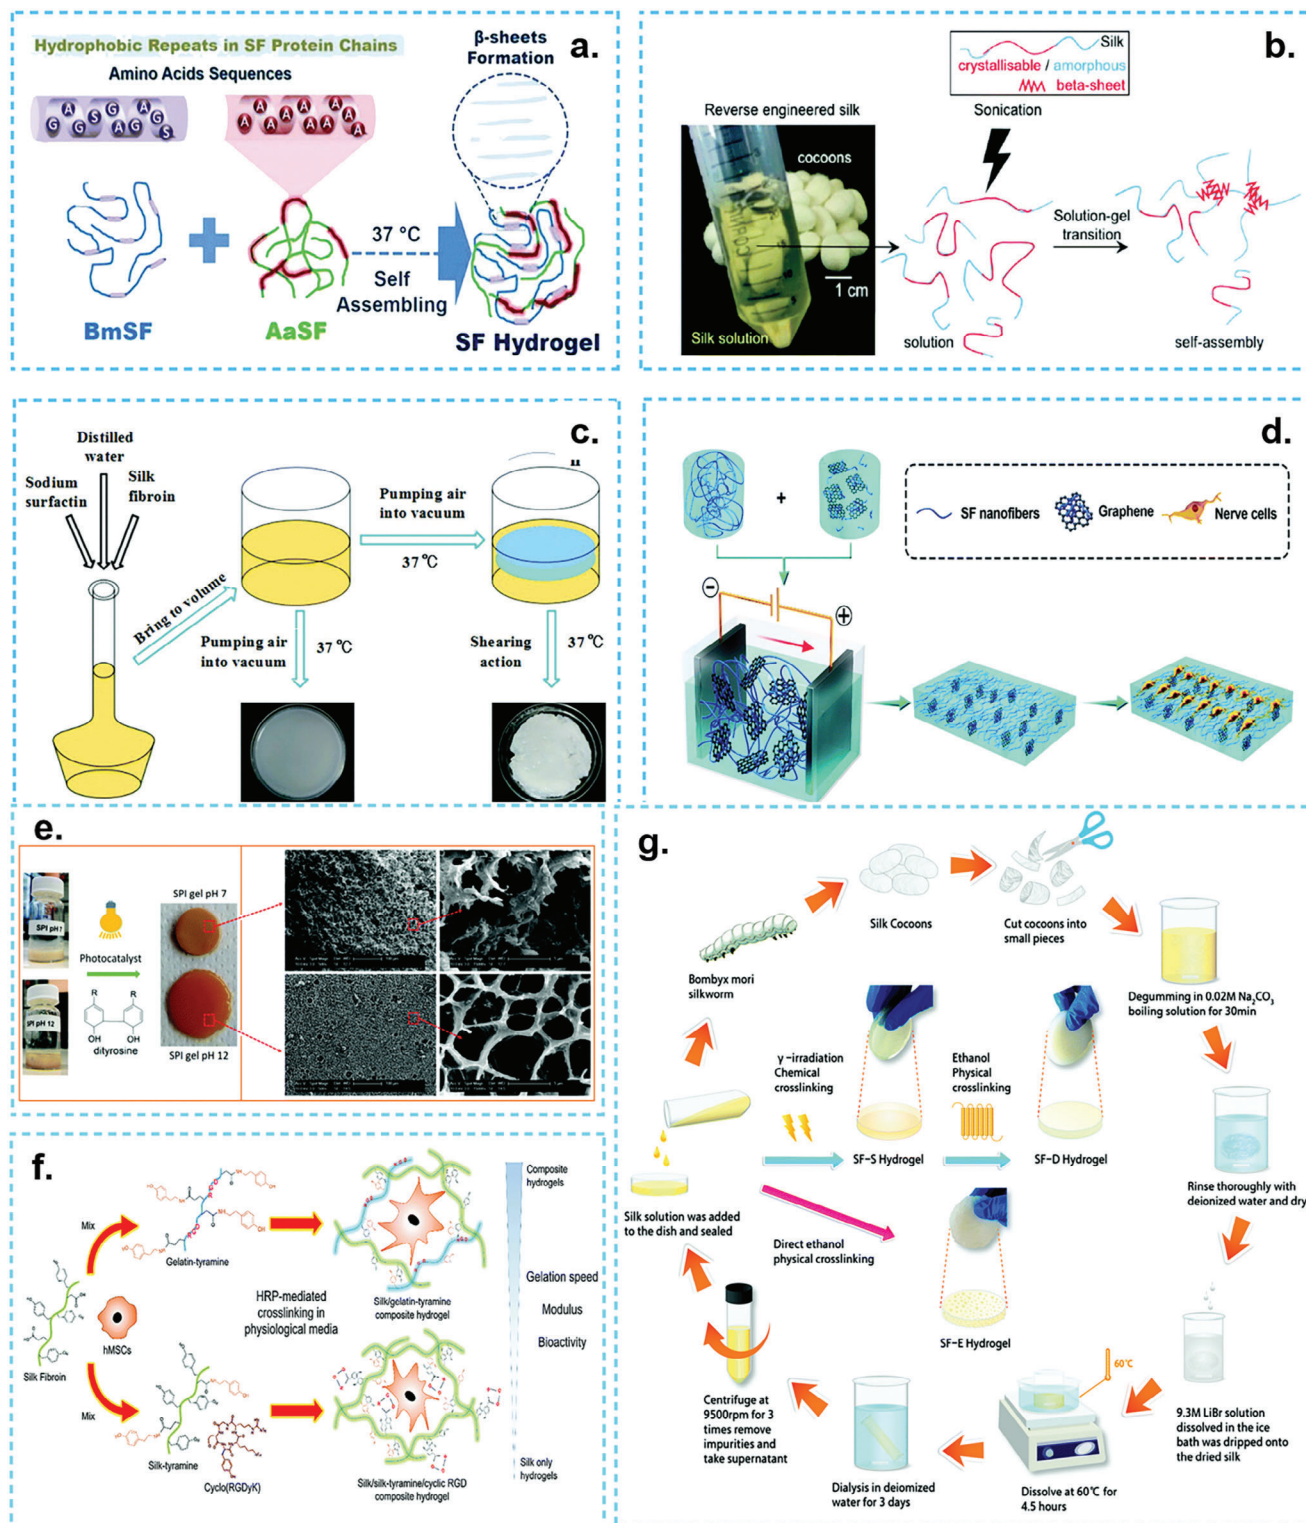 a.
Hydrophobic Repeats in SF Protein Chains
Amino Acids Sequences
G A G S G A A G G S
A A A A A A A A A A A
β-sheets
Formation
37 °C
Self
Assembling
BmSF
AaSF
SF Hydrogel
b.
Silk
crystallisable / amorphous
beta-sheet
Reverse engineered silk
cocoons
Sonication
Solution-gel
transition
1 cm
Silk solution
solution
self-assembly
c.
Distilled
water
Sodium
surfactin
Silk
fibroin
Bring to volume
Pumping air
into vacuum
37 ℃
Pumping air
into vacuum
37 ℃
Shearing
action
37 ℃
d.
+
SF nanofibers
Graphene
Nerve cells
−
+
e.
SPI pH 7
SPI pH 12
Photocatalyst
R
R
OH
OH
dityrosine
SPI gel pH 7
SPI gel pH 12
f.
Mix
Gelatin-tyramine
Silk Fibroin
hMSCs
HRP-mediated
crosslinking in
physiological media
Mix
Silk-tyramine
Cyclo(RGDyK)
Silk/gelatin-tyramine
composite hydrogel
Silk/silk-tyramine/cyclic RGD
composite hydrogel
Composite
hydrogels
Gelation speed
Modulus
Bioactivity
Silk only
hydrogels
g.
Bombyx mori
silkworm
Silk Cocoons
Cut cocoons into
small pieces
Degumming in 0.02M Na₂CO₃
boiling solution for 30min
Rinse thoroughly with
deionized water and dry
9.3M LiBr solution
dissolved in the ice
bath was dripped onto
the dried silk
60℃
Dissolve at 60℃ for
4.5 hours
Dialysis in deiomized
water for 3 days
Centrifuge at
9500rpm for 3
times remove
impurities and
take supernatant
Silk solution was added
to the dish and sealed
γ-irradiation
Chemical
crosslinking
SF-S Hydrogel
Ethanol
Physical
crosslinking
SF-D Hydrogel
Direct ethanol
physical crosslinking
SF-E Hydrogel